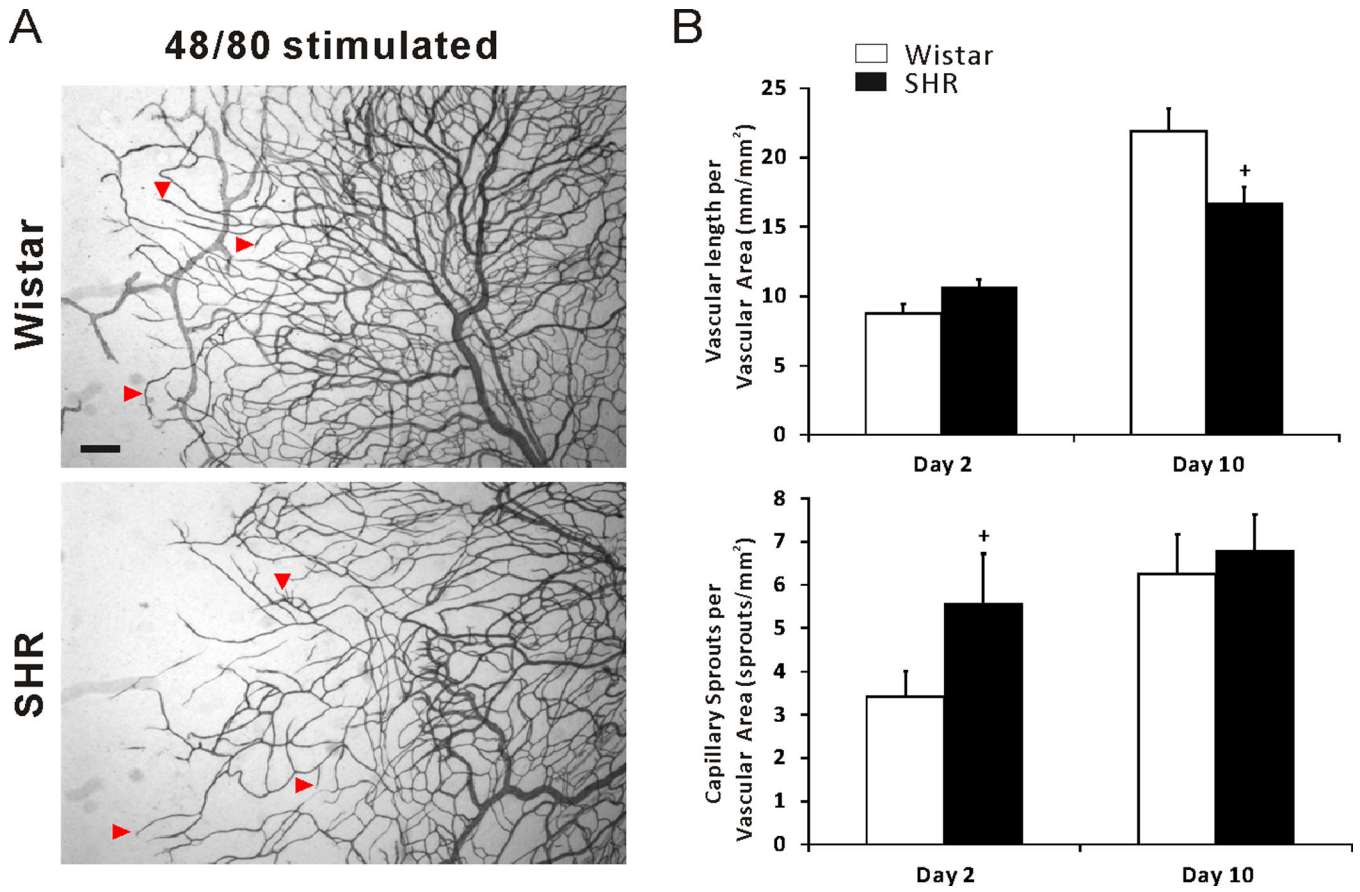 A
48/80 stimulated
Wistar
SHR
B
Wistar
SHR
Vascular length per
Vascular Area (mm/mm²)
25
20
15
10
5
0
Day 2
Day 10
+
Capillary Sprouts per
Vascular Area (sprouts/mm²)
8
7
6
5
4
3
2
1
0
+
Day 2
Day 10